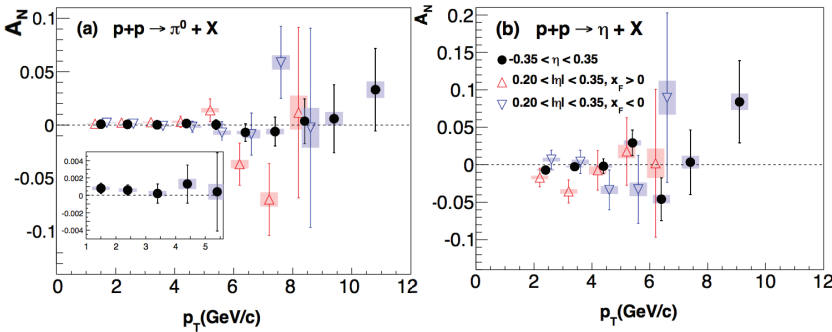 A_N
(a) p+p → π⁰ + X
0.1
0.05
0
-0.05
-0.1
0.004
0.002
0
0.002
0.004
1 2 3 4 5
0 2 4 6 8 10 12
p_T(GeV/c)
A_N
(b) p+p → η + X
0.2
0.15
0.1
0.05
0
-0.05
-0.1
-0.35 < η < 0.35
0.20 < |η| < 0.35, x_F > 0
0.20 < |η| < 0.35, x_F < 0
0 2 4 6 8 10 12
p_T(GeV/c)